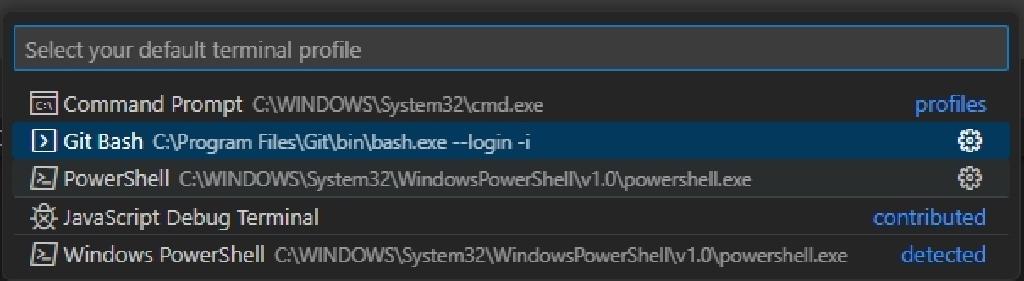 Select your default terminal profile
C:\ Command Prompt C:\WINDOWS\System32\cmd.exe profiles
Git Bash C:\Program Files\Git\bin\bash.exe --login -i
PowerShell C:\WINDOWS\System32\WindowsPowerShell\v1.0\powershell.exe
JavaScript Debug Terminal contributed
Windows PowerShell C:\WINDOWS\System32\WindowsPowerShell\v1.0\powershell.exe detected